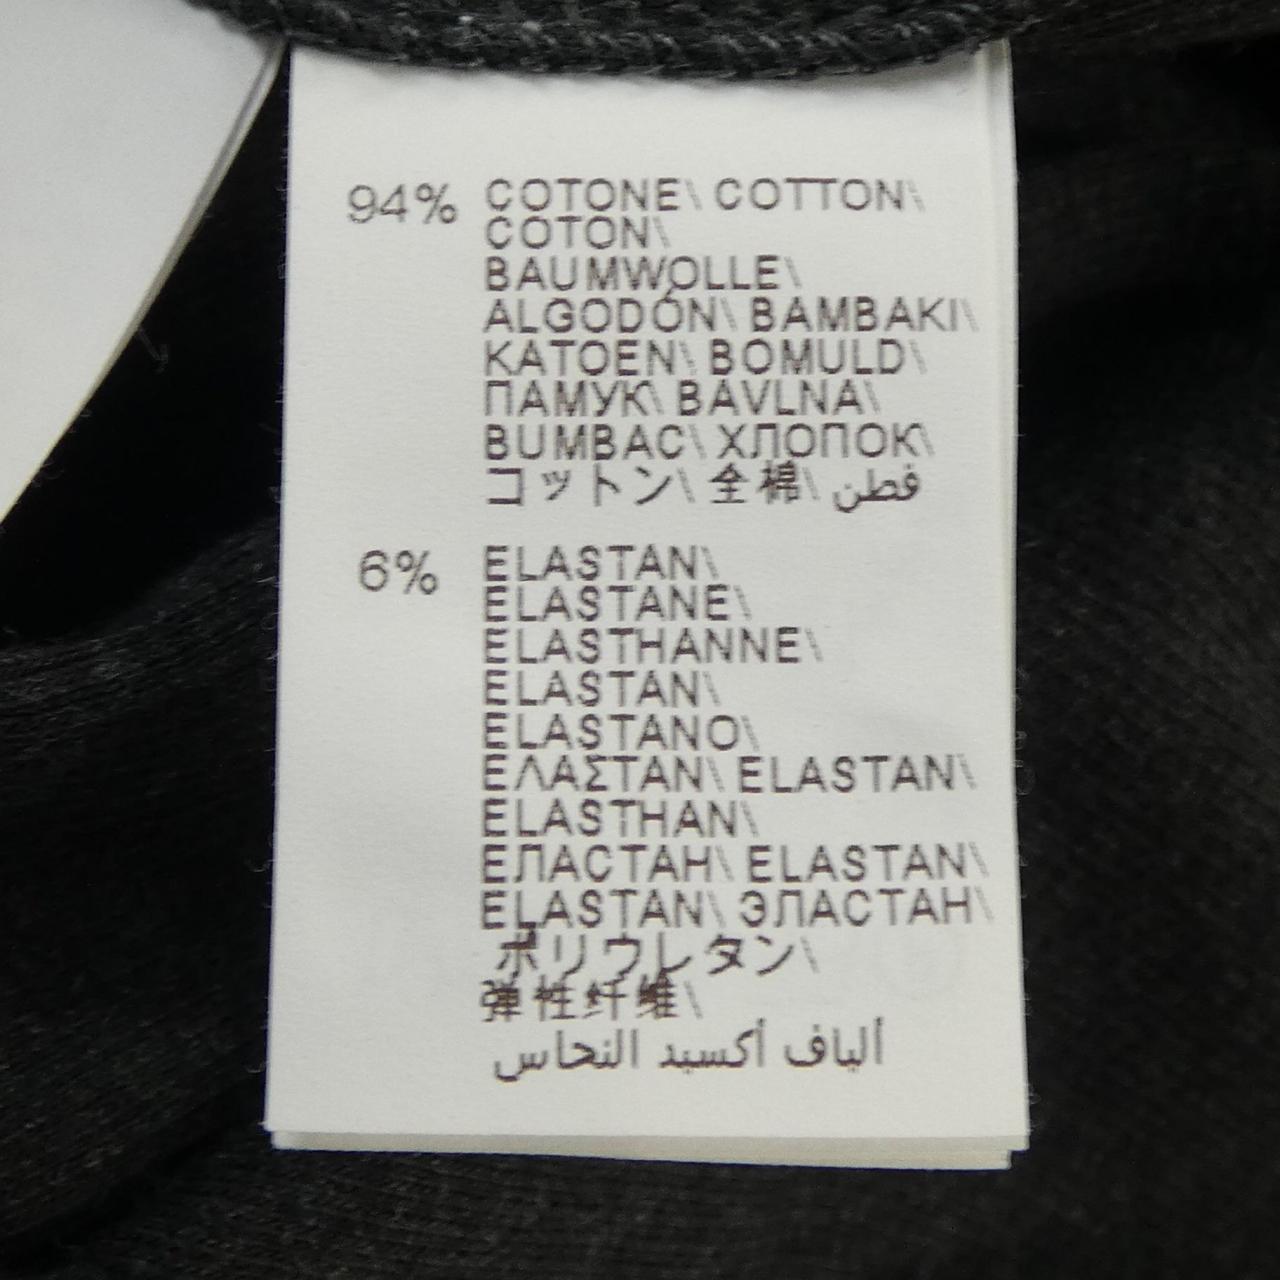 94% COTONE\ COTTON\
COTON\
BAUMWOLLE\
ALGODÓN\ BAMBAKI\
KATOEN\ BOMULD\
ПАМУК\ BAVLNA\
BUMBAC\ ХЛОПОК\
コットン\ 全棉\ قطن
6% ELASTAN\
ELASTANE\
ELASTHANNE\
ELASTAN\
ELASTANO\
ΕΛΑΣΤΑΝ\ ELASTAN\
ELASTHAN\
ЕЛАСТАН\ ELASTAN\
ELASTAN\ ЭЛАСТАН\
ポリウレタン\
弹性纤维\
ألياف أكسيد النحاس